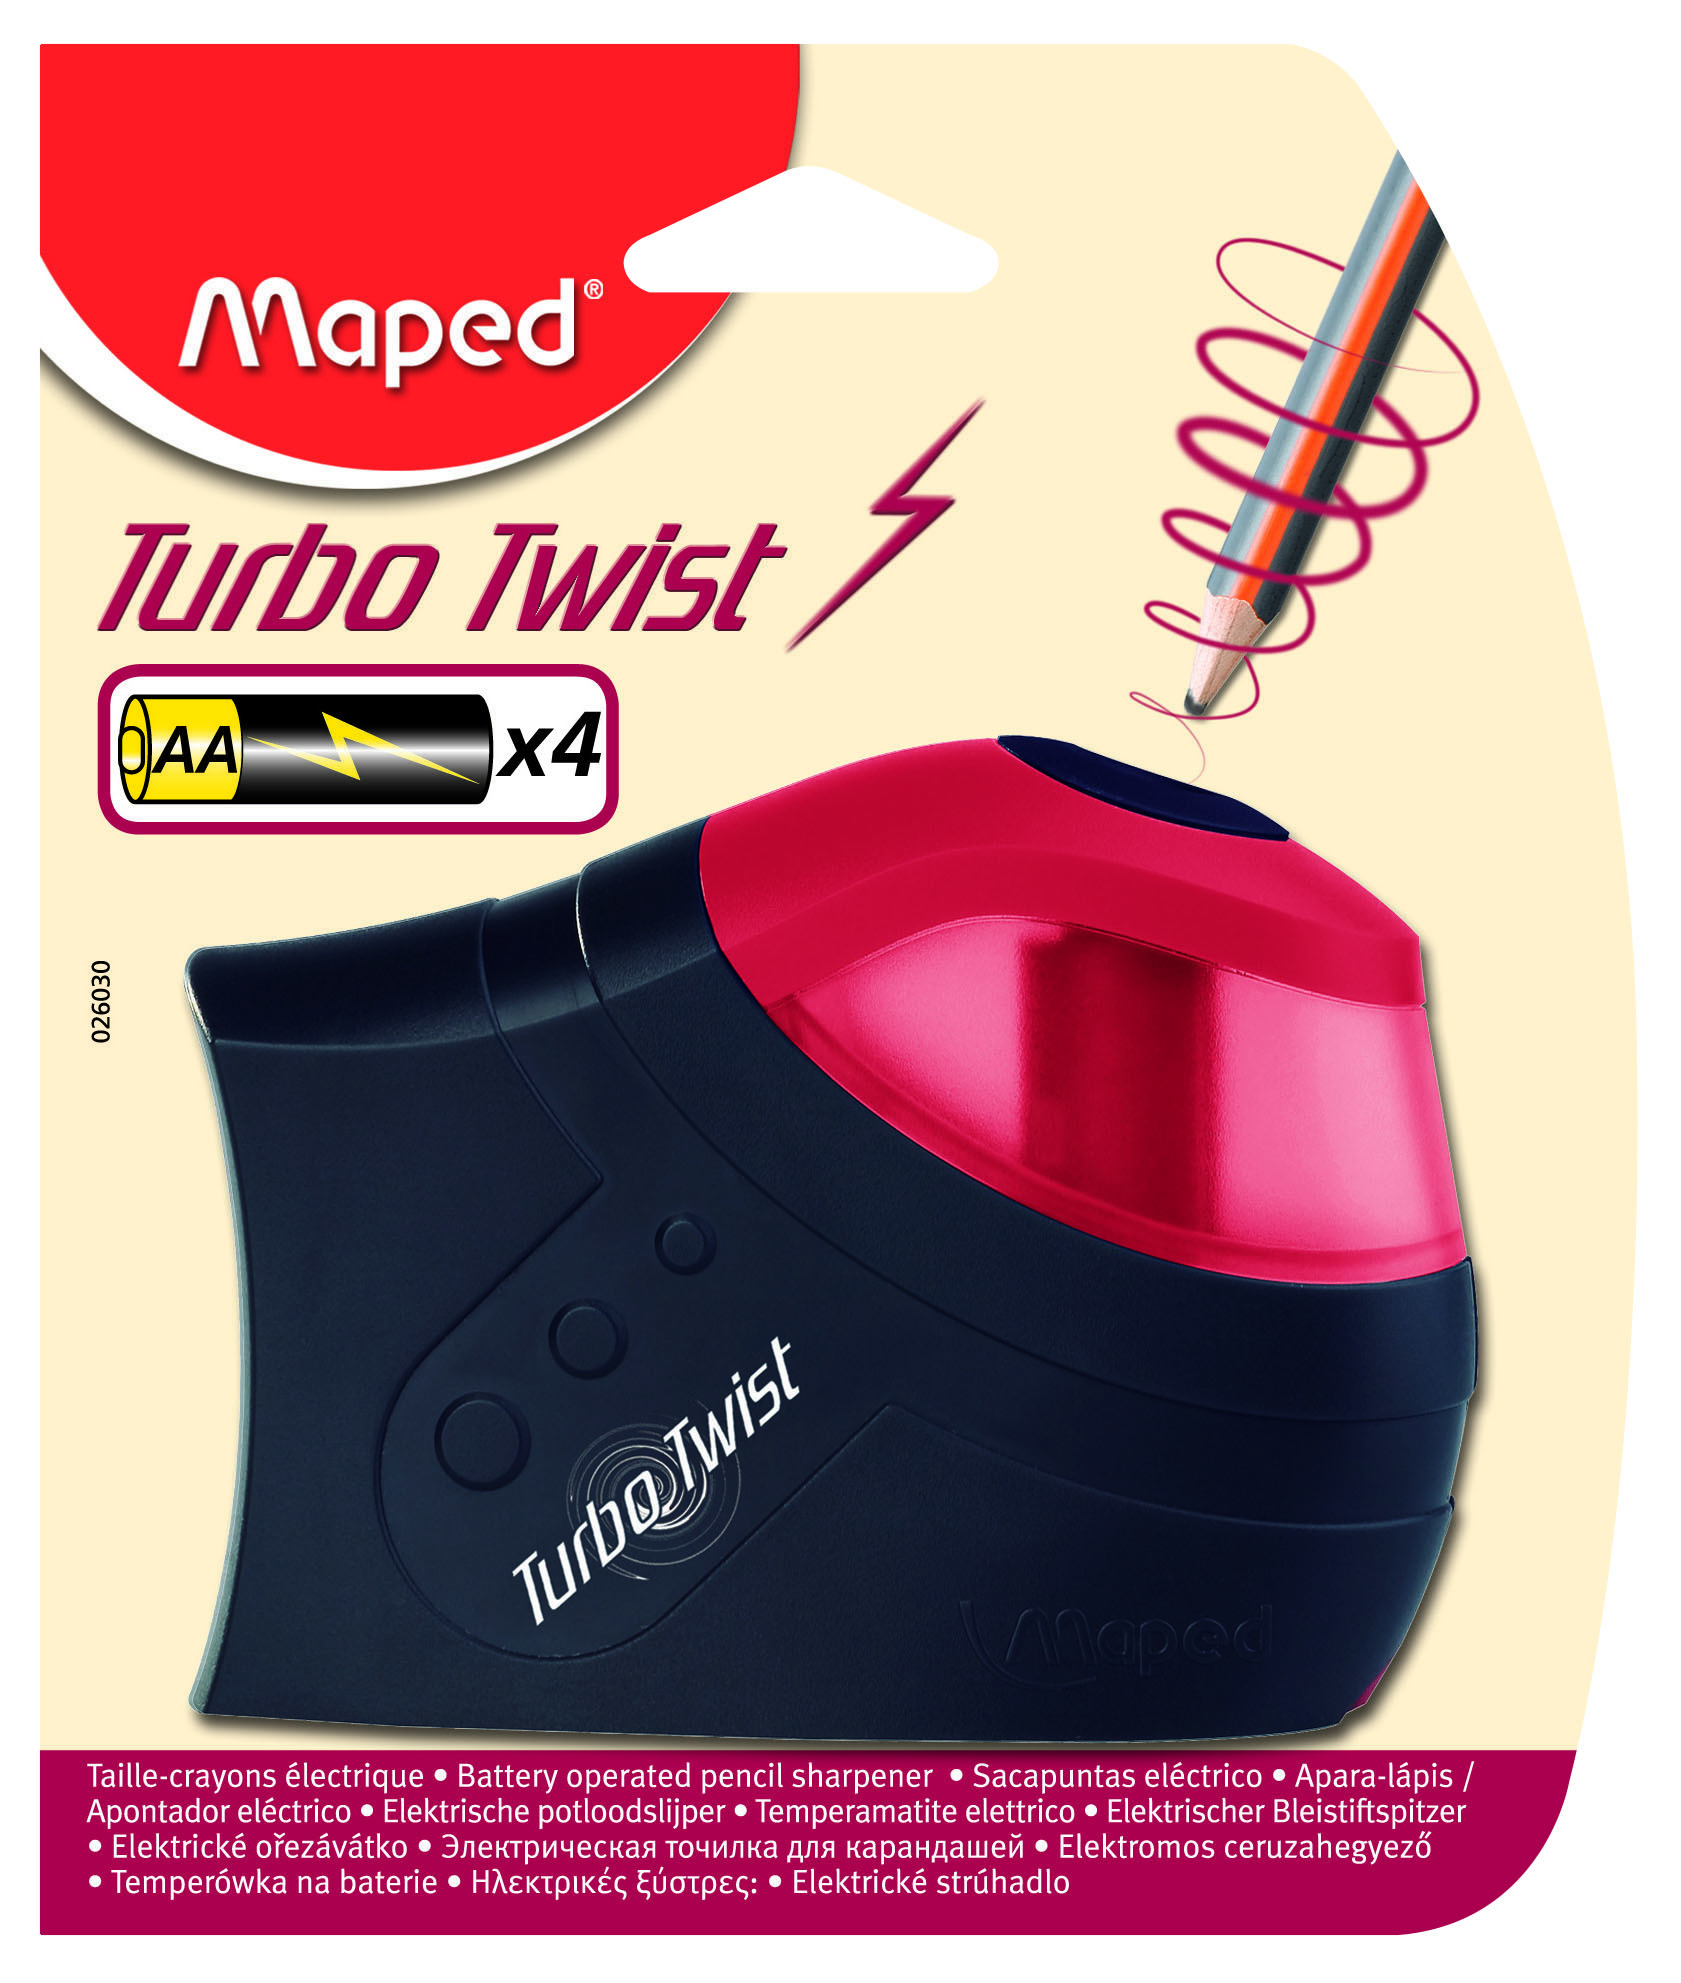 Maped®
Turbo Twist
AA x4
026030
Turbo Twist
Maped
Taille-crayons électrique • Battery operated pencil sharpener • Sacapuntas eléctrico • Apara-lápis /
Apontador eléctrico • Elektrische potloodslijper • Temperamatite elettrico • Elektrischer Bleistiftspitzer
• Elektrické ořezávátko • Электрическая точилка для карандашей • Elektromos ceruzahegyező
• Temperówka na baterie • Ηλεκτρικές ξύστρες: • Elektrické strúhadlo